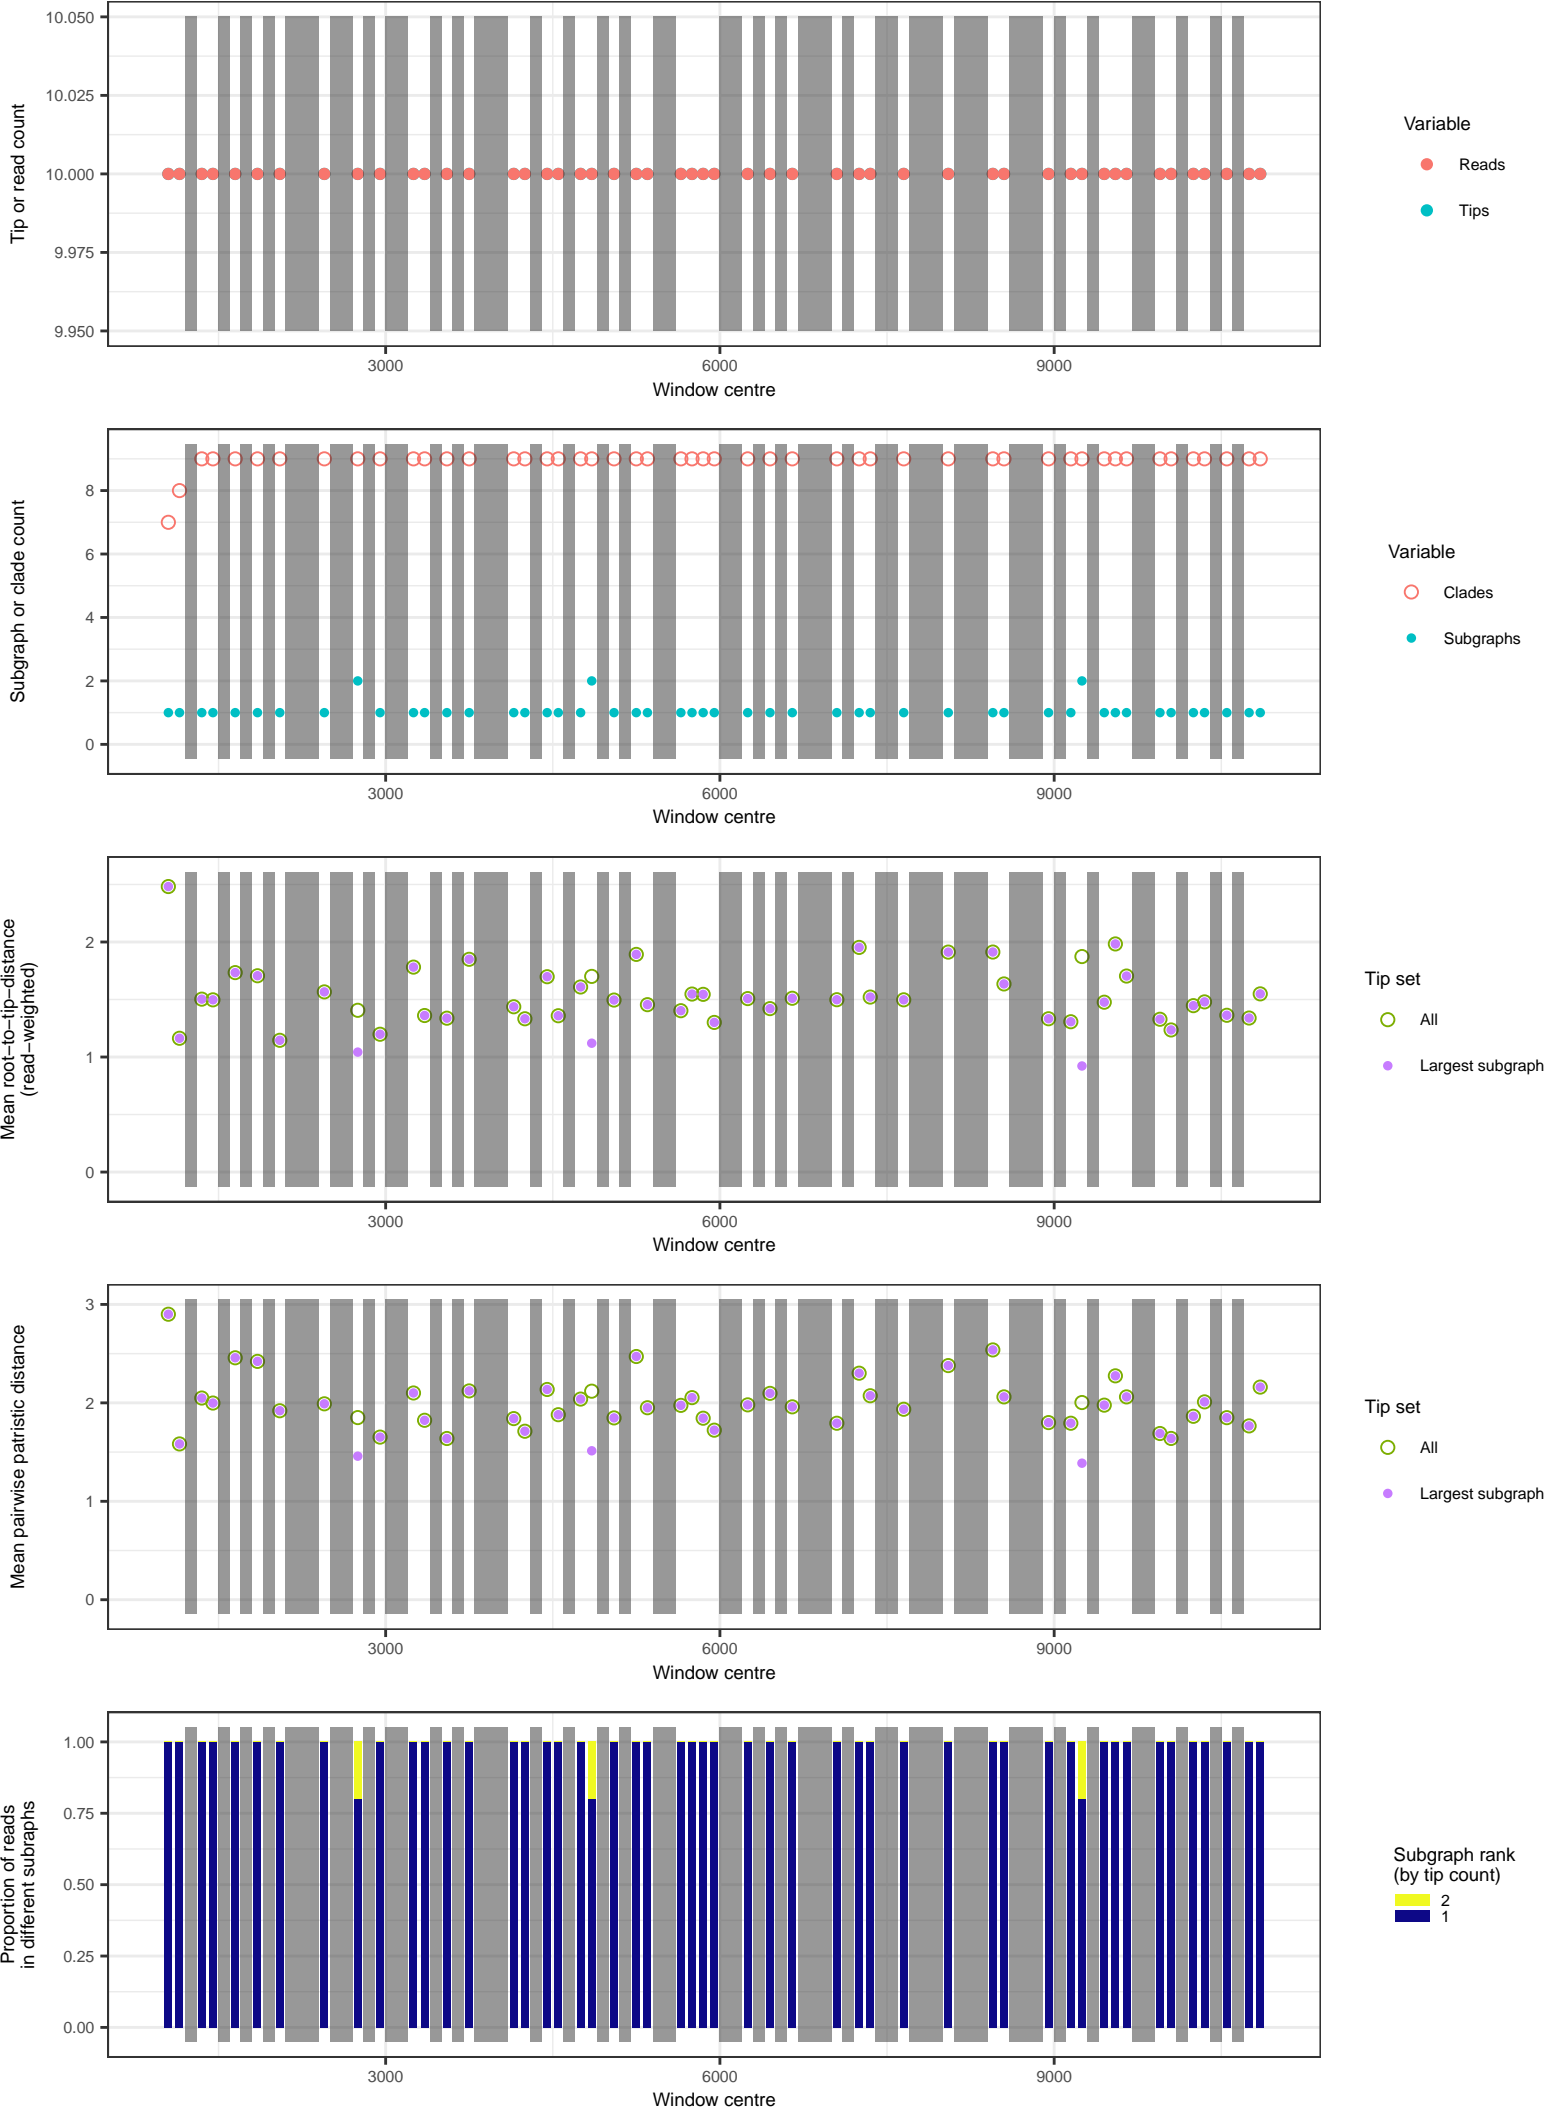 10.050
10.025
10.000
9.975
9.950
Tip or read count
3000
6000
9000
Window centre
Variable
Reads
Tips
8
6
4
2
0
Subgraph or clade count
3000
6000
9000
Window centre
Variable
Clades
Subgraphs
2
1
0
Mean root−to−tip−distance
(read−weighted)
3000
6000
9000
Window centre
Tip set
All
Largest subgraph
3
2
1
0
Mean pairwise patristic distance
3000
6000
9000
Window centre
Tip set
All
Largest subgraph
1.00
0.75
0.50
0.25
0.00
Proportion of reads
in different subraphs
3000
6000
9000
Window centre
Subgraph rank
(by tip count)
2
1